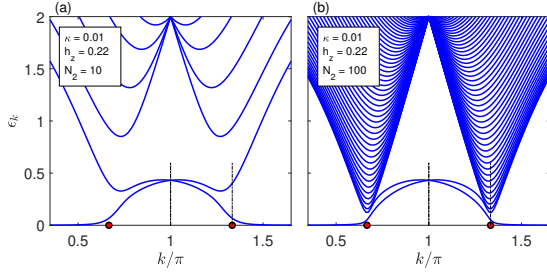 (a)
κ = 0.01
h_z = 0.22
N_2 = 10
ϵ_k
2
1.5
1
0.5
0
0.5 1 1.5
k/π
(b)
κ = 0.01
h_z = 0.22
N_2 = 100
0.5 1 1.5
k/π